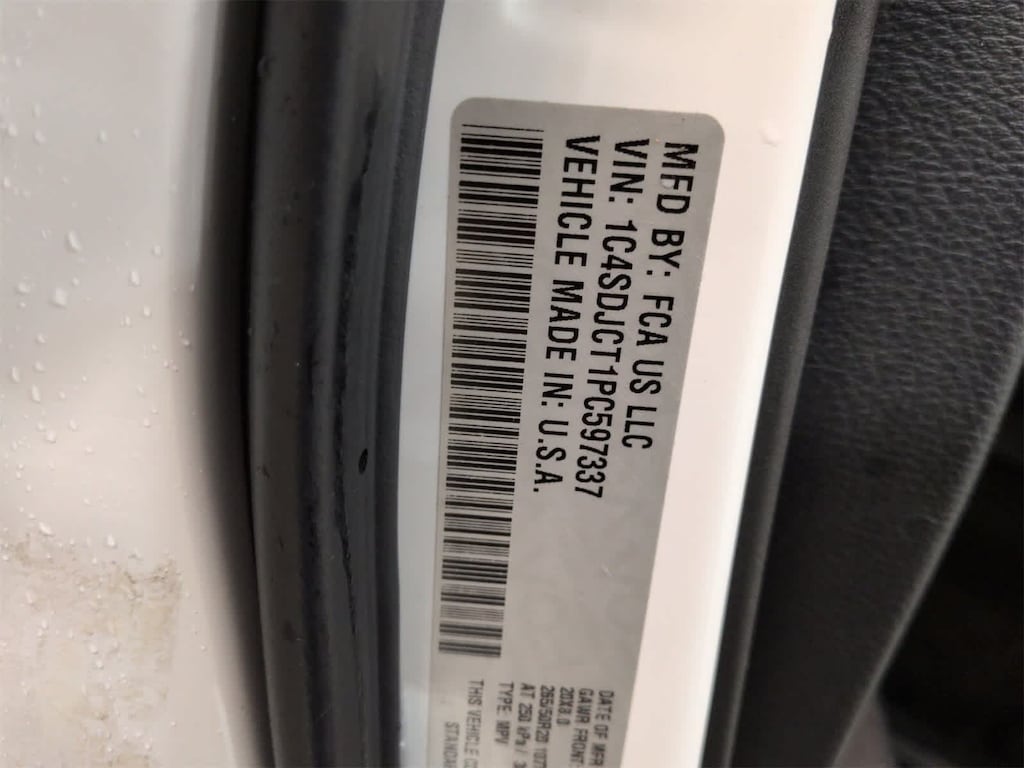 MFD BY: FCA US LLC
VIN: 1C4SDJCT1PC597337
VEHICLE MADE IN: U.S.A.
DATE OF MFR
GAWR FRONT:
20X8.0
265/50R20 107
AT 250 kPa /
TYPE: MPV
THIS VEHICLE